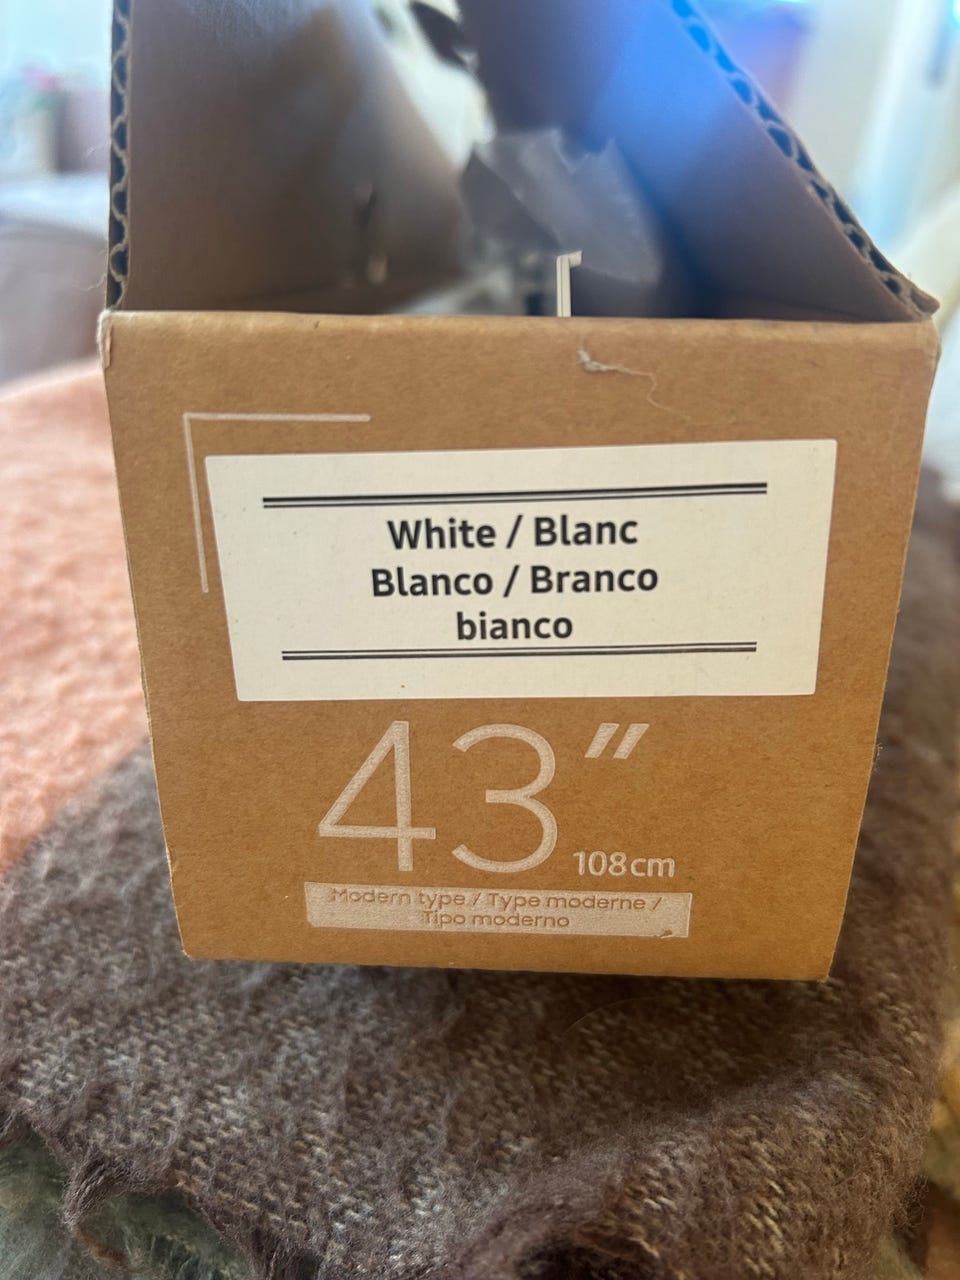 White / Blanc
Blanco / Branco
bianco
43”
108cm
Modern type / Type moderne /
Tipo moderno